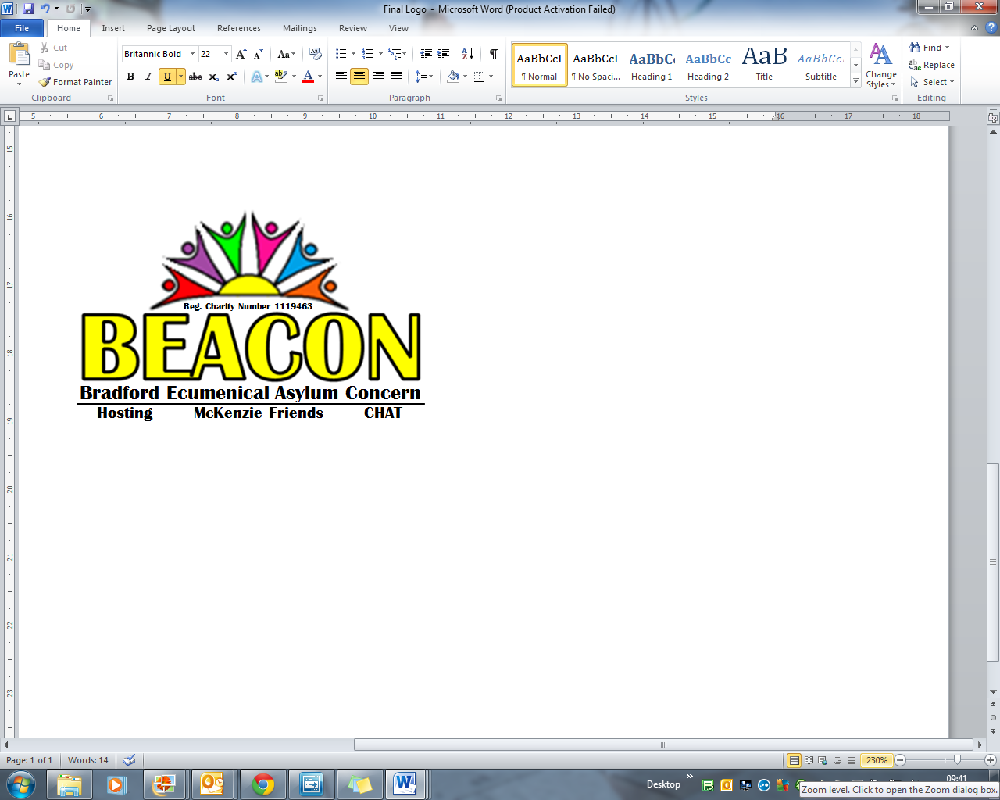 Final Logo - Microsoft Word (Product Activation Failed)
File Home Insert Page Layout References Mailings Review View
Paste
Cut
Copy
Format Painter
Clipboard
Britannic Bold 22
Font
Paragraph
AaBbCcI AaBbCcI AaBbCc AaBbCc AaB AaBbCc.
¶ Normal ¶ No Spaci... Heading 1 Heading 2 Title Subtitle
Change Styles
Styles
Find
Replace
Select
Editing
5 6 7 8 9 10 11 12 13 14 15 16 17 18
15
16
17
18
19
20
21
22
23
Reg. Charity Number 1119463
BEACON
Bradford Ecumenical Asylum Concern
Hosting McKenzie Friends CHAT
Page: 1 of 1 Words: 14 230%
Desktop 09:41
Zoom level. Click to open the Zoom dialog box.